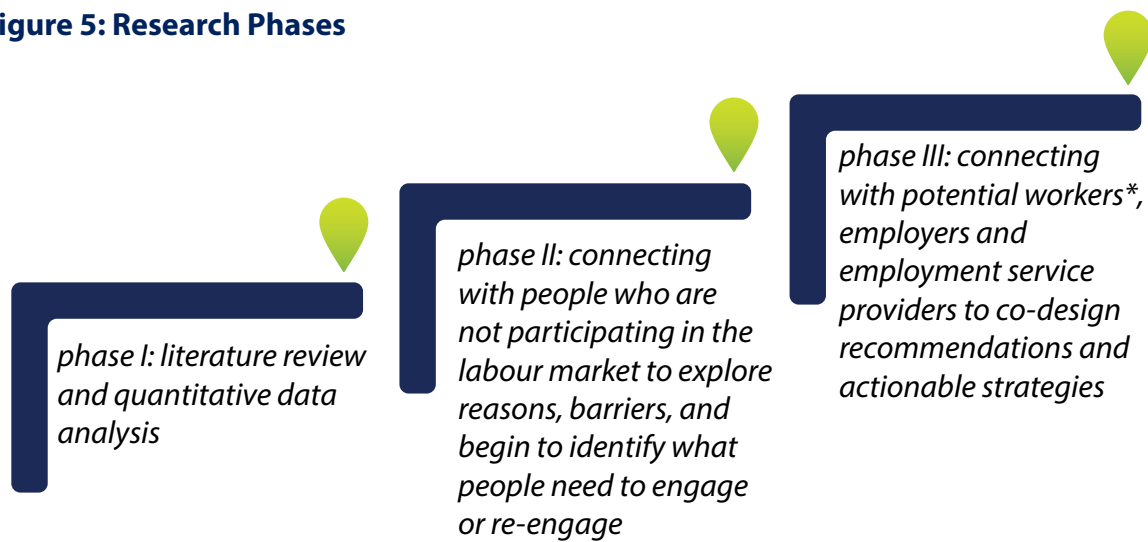 igure 5: Research Phases
phase I: literature review
and quantitative data
analysis
phase II: connecting
with people who are
not participating in the
labour market to explore
reasons, barriers, and
begin to identify what
people need to engage
or re-engage
phase III: connecting
with potential workers*,
employers and
employment service
providers to co-design
recommendations and
actionable strategies